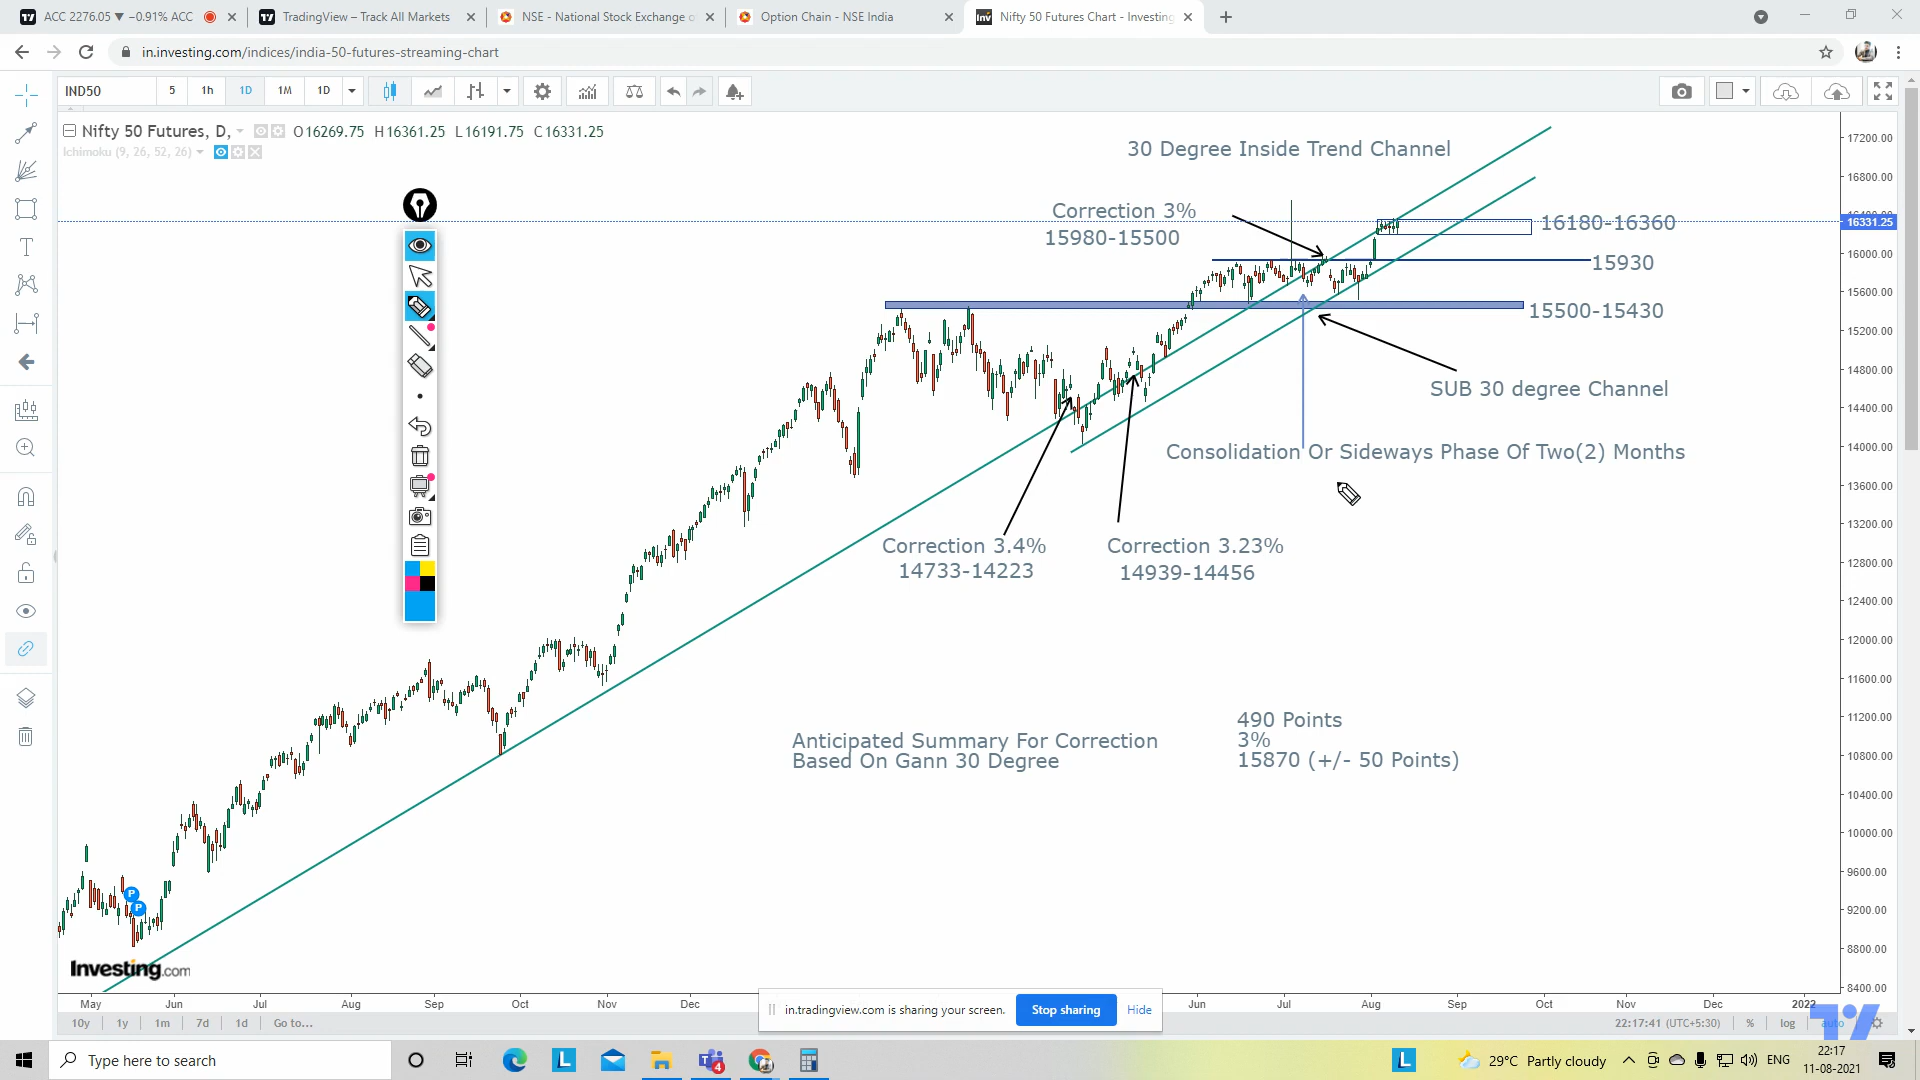 ACC 2276.05 ▼ −0.91% ACC
TradingView – Track All Markets
NSE - National Stock Exchange o
Option Chain - NSE India
Nifty 50 Futures Chart - Investing
in.investing.com/indices/india-50-futures-streaming-chart
IND50 5 1h 1D 1M 1D
Nifty 50 Futures, D, O16269.75 H16361.25 L16191.75 C16331.25
Ichimoku (9, 26, 52, 26)
30 Degree Inside Trend Channel
Correction 3%
15980-15500
16180-16360
15930
15500-15430
SUB 30 degree Channel
Consolidation Or Sideways Phase Of Two(2) Months
Correction 3.4%
14733-14223
Correction 3.23%
14939-14456
Anticipated Summary For Correction
Based On Gann 30 Degree
490 Points
3%
15870 (+/- 50 Points)
17200.00
16800.00
16331.25
16000.00
15600.00
15200.00
14800.00
14400.00
14000.00
13600.00
13200.00
12800.00
12400.00
12000.00
11600.00
11200.00
10800.00
10400.00
10000.00
9600.00
9200.00
8800.00
8400.00
P
P
Investing.com
May Jun Jul Aug Sep Oct Nov Dec Jun Jul Aug Sep Oct Nov Dec 2022
in.tradingview.com is sharing your screen. Stop sharing Hide
10y 1y 1m 7d 1d Go to... 22:17:41 (UTC+5:30) % log auto
Type here to search
L
4
L
29°C Partly cloudy
ENG
22:17
11-08-2021